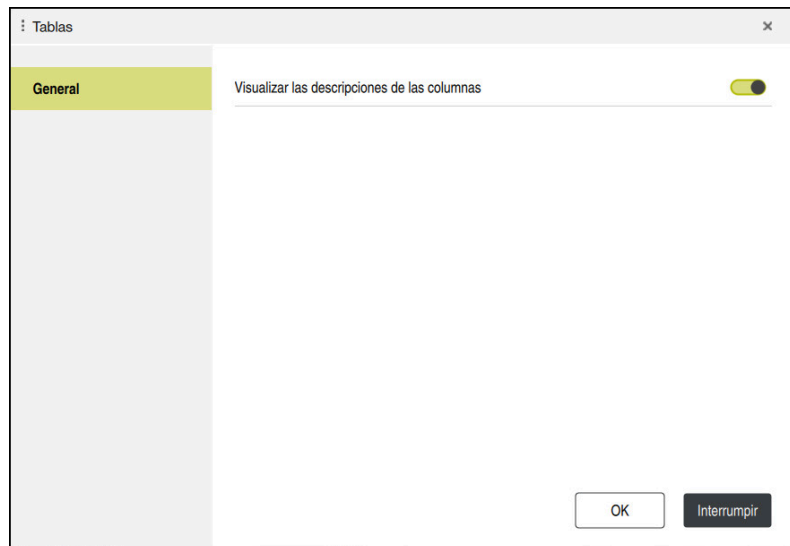 Tablas
General
Visualizar las descripciones de las columnas
OK
Interrumpir